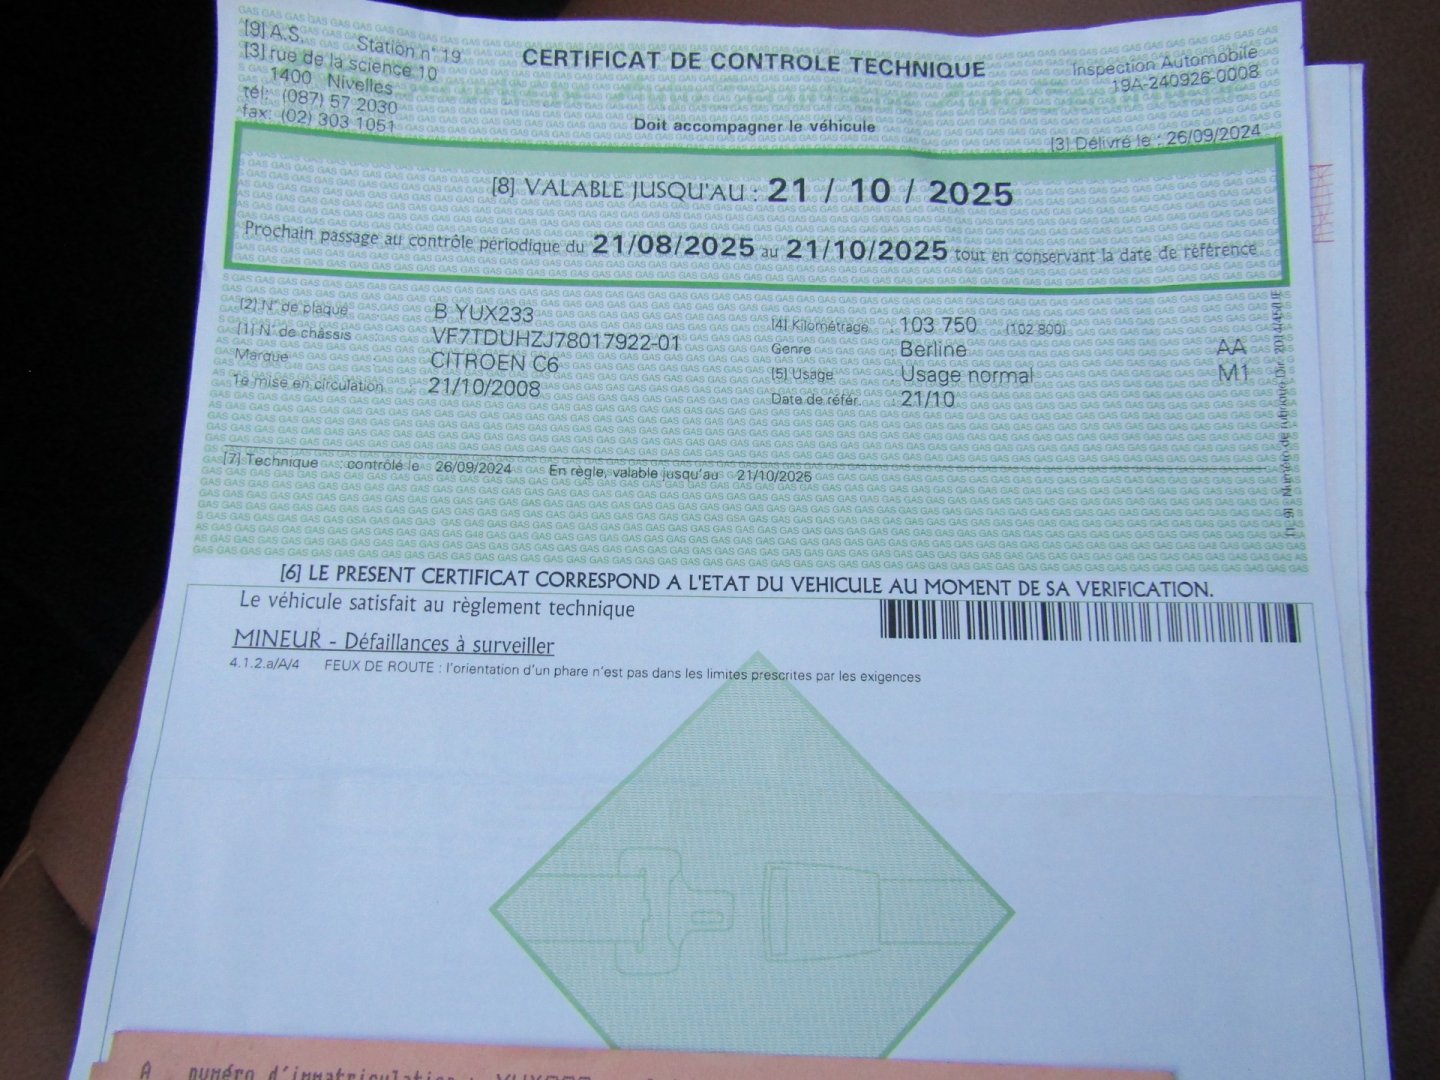 [9] A.S. Station n° 19
[3] rue de la science 10
1400 Nivelles
tél: (087) 57 2030
fax: (02) 303 1051
CERTIFICAT DE CONTROLE TECHNIQUE
Doit accompagner le véhicule
Inspection Automobile
19A-240926-0008
[3] Délivré le : 26/09/2024
[8] VALABLE JUSQU'AU : 21 / 10 / 2025
Prochain passage au contrôle périodique du 21/08/2025 au 21/10/2025 tout en conservant la date de référence
[2] N° de plaque B YUX233
[1] N° de châssis VF7TDUHZJ78017922-01
Marque CITROEN C6
1e mise en circulation 21/10/2008
[4] Kilométrage : 103 750 (102 800)
Genre : Berline AA
[5] Usage : Usage normal M1
Date de référ. : 21/10
[7] Technique : contrôlé le 26/09/2024 En règle, valable jusqu'au 21/10/2025
[6] LE PRESENT CERTIFICAT CORRESPOND A L'ETAT DU VEHICULE AU MOMENT DE SA VERIFICATION.
Le véhicule satisfait au règlement technique
MINEUR - Défaillances à surveiller
4.1.2.a/A/4 FEUX DE ROUTE : l'orientation d'un phare n'est pas dans les limites prescrites par les exigences
A numéro d'immatriculation :